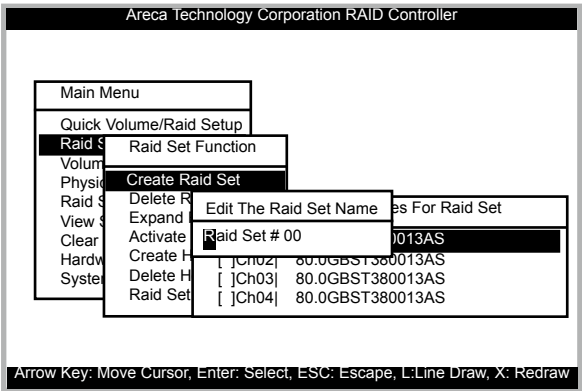 Areca Technology Corporation RAID Controller
Main Menu
Quick Volume/Raid Setup
Raid S
Volum
Physic
Raid S
View S
Clear
Hardw
System
Raid Set Function
Create Raid Set
Delete R
Expand
Activate
Create H
Delete H
Raid Set
es For Raid Set
0013AS
[ ]Ch02| 80.0GBST380013AS
[ ]Ch03| 80.0GBST380013AS
[ ]Ch04| 80.0GBST380013AS
Edit The Raid Set Name
Raid Set # 00
Arrow Key: Move Cursor, Enter: Select, ESC: Escape, L:Line Draw, X: Redraw